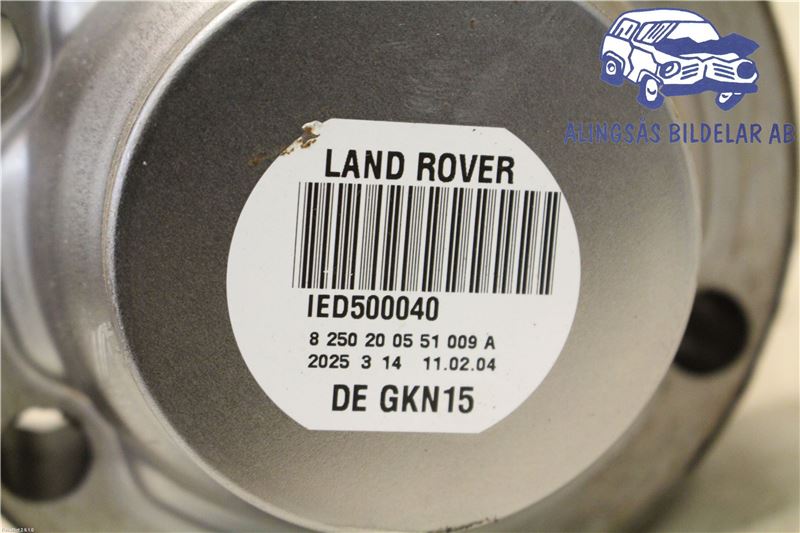 ALINGSÅS BILDELAR AB
LAND ROVER
IED500040
8 250 20 05 51 009 A
2025 3 14 11.02.04
DE GKN15